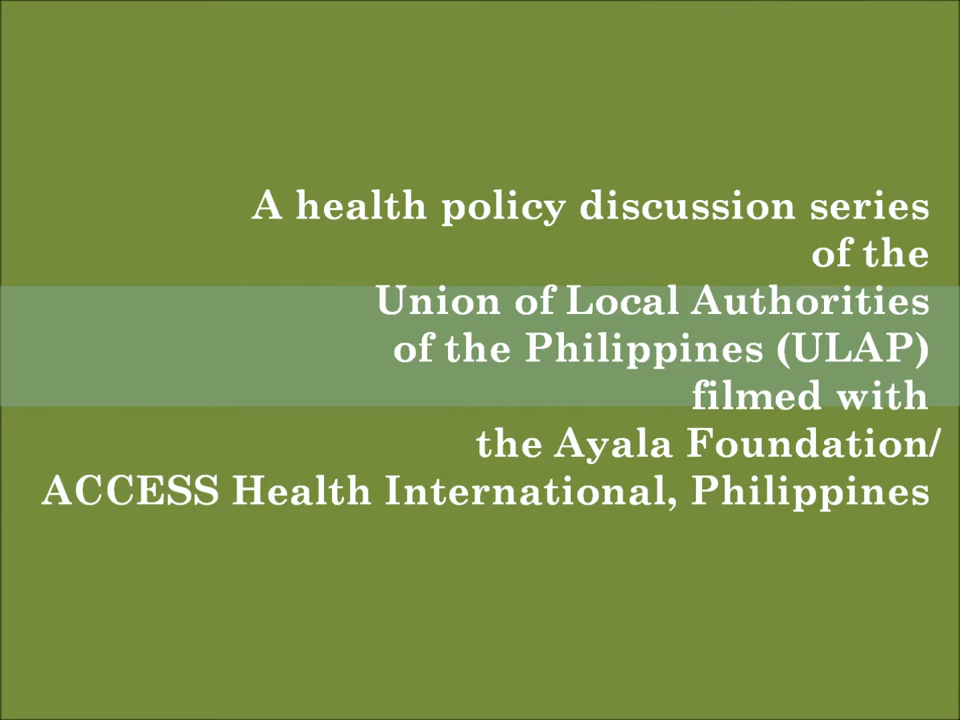 A health policy discussion series
of the
Union of Local Authorities
of the Philippines (ULAP)
filmed with
the Ayala Foundation/
ACCESS Health International, Philippines